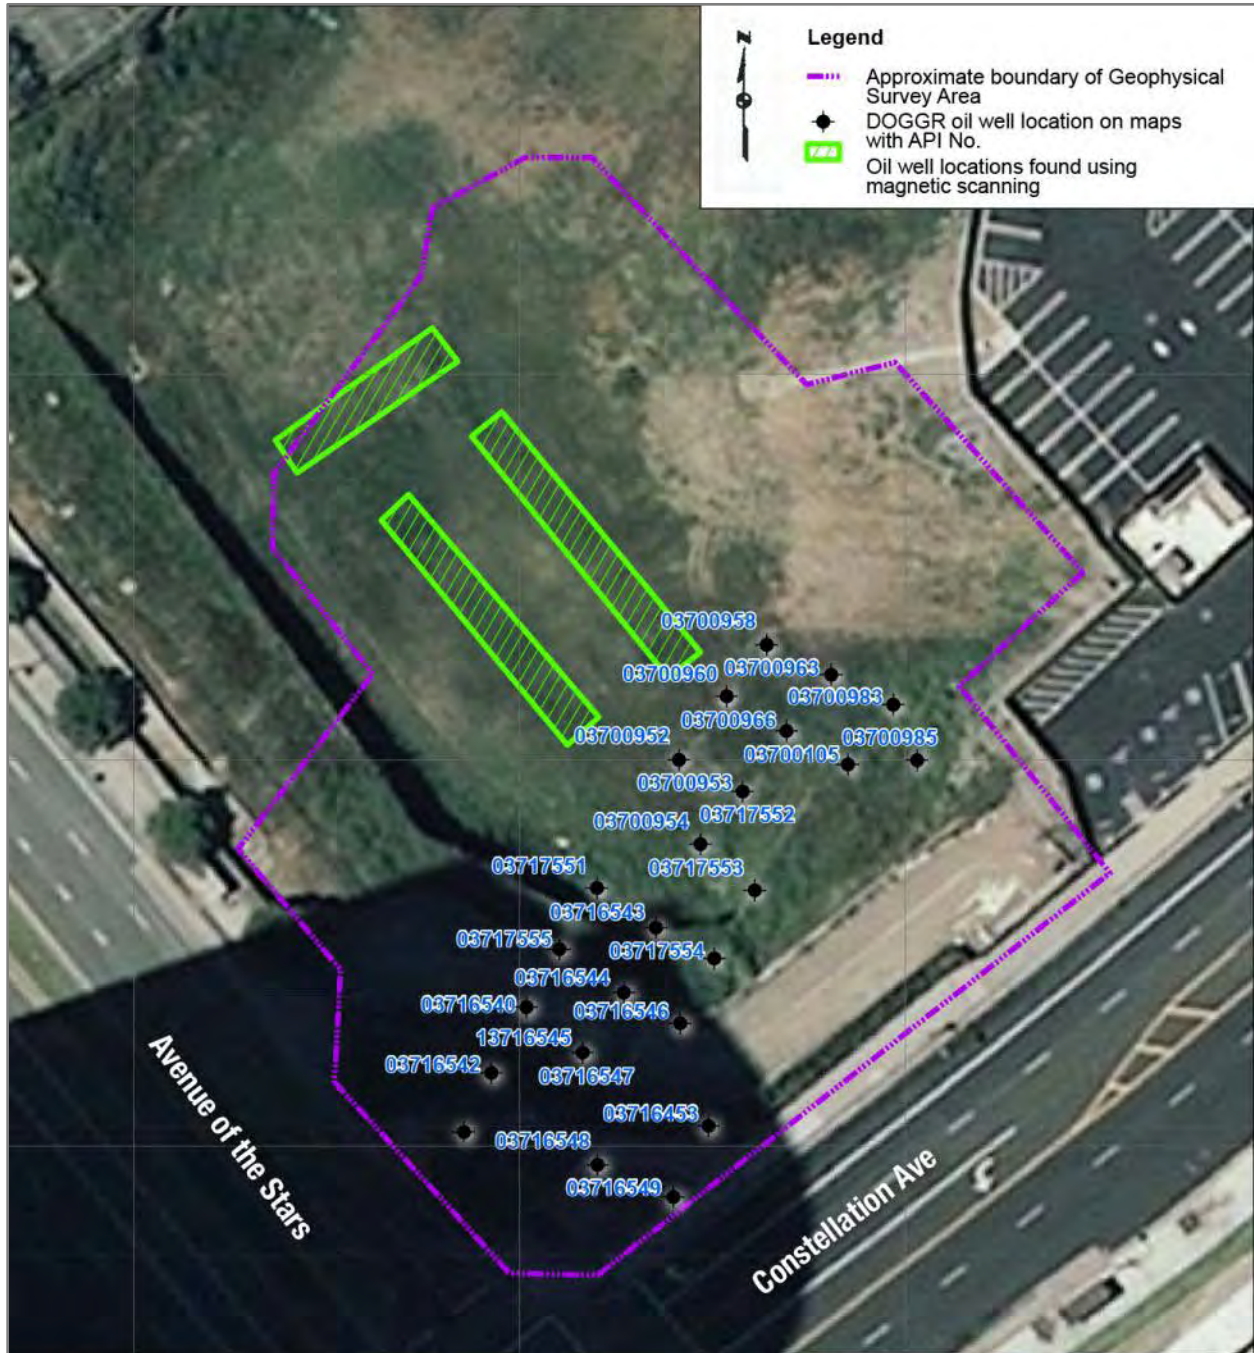 N
Legend
Approximate boundary of Geophysical
Survey Area
DOGGR oil well location on maps
with API No.
Oil well locations found using
magnetic scanning
03700958
03700960
03700963
03700983
03700966
03700952
03700105
03700985
03700953
03717552
03700954
03717553
03717551
03716543
03717555
03717554
03716544
03716540
03716546
13716545
03716542
03716547
03716453
03716548
03716549
Avenue of the Stars
Constellation Ave